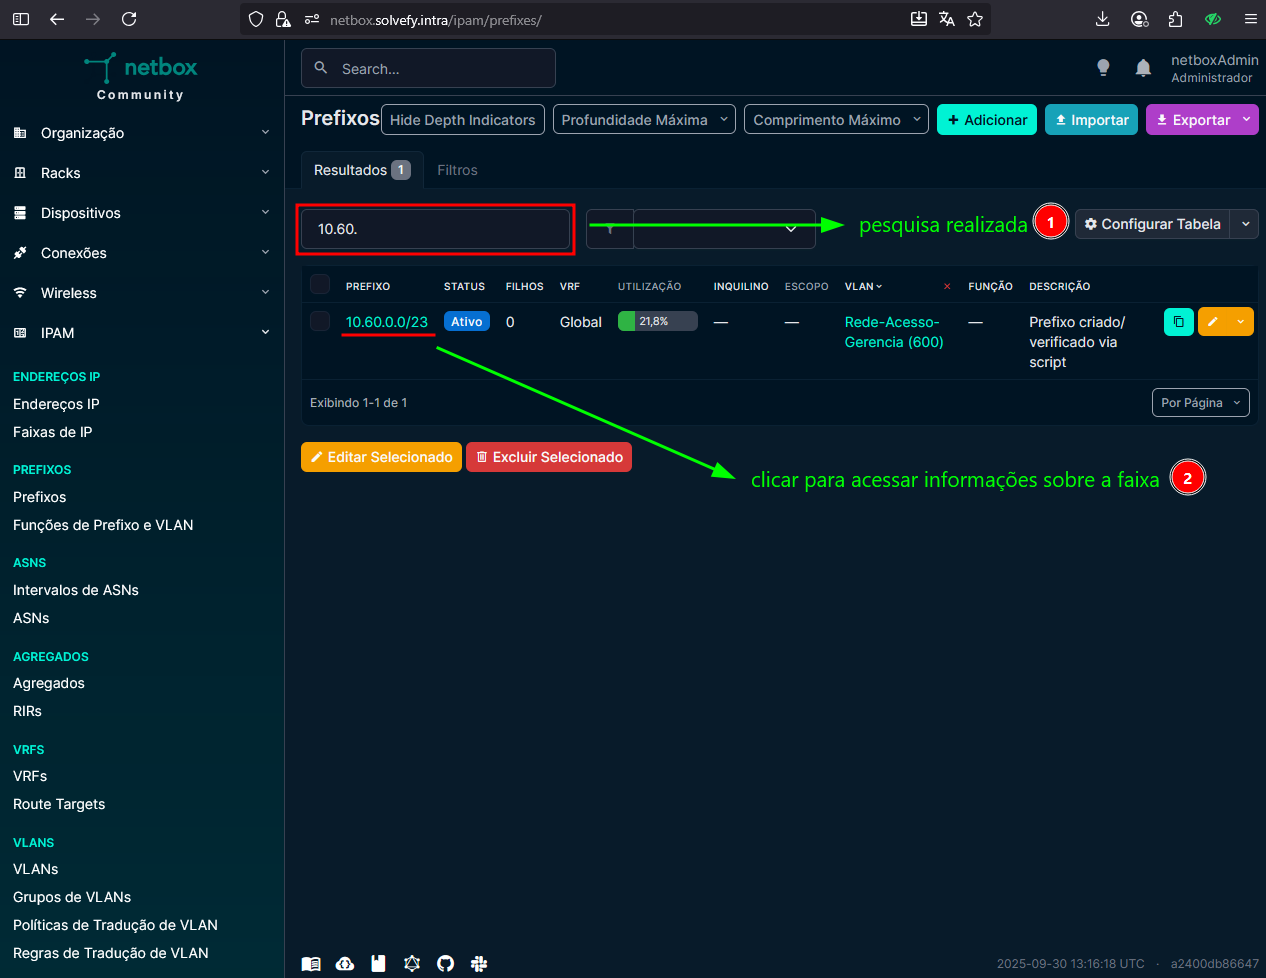 netbox.solvefy.intra/ipam/prefixes/
netbox
Community
Search...
netboxAdmin
Administrador
Organização
Racks
Dispositivos
Conexões
Wireless
IPAM
ENDEREÇOS IP
Endereços IP
Faixas de IP
PREFIXOS
Prefixos
Funções de Prefixo e VLAN
ASNS
Intervalos de ASNs
ASNs
AGREGADOS
Agregados
RIRs
VRFS
VRFs
Route Targets
VLANS
VLANs
Grupos de VLANs
Políticas de Tradução de VLAN
Regras de Tradução de VLAN
Prefixos Hide Depth Indicators Profundidade Máxima Comprimento Máximo + Adicionar Importar Exportar
Resultados 1 Filtros
10.60. pesquisa realizada 1 Configurar Tabela
PREFIXO STATUS FILHOS VRF UTILIZAÇÃO INQUILINO ESCOPO VLAN × FUNÇÃO DESCRIÇÃO
10.60.0.0/23 Ativo 0 Global 21,8% — — Rede-Acesso- — Prefixo criado/
Gerencia (600) verificado via
script
Exibindo 1-1 de 1 Por Página
Editar Selecionado Excluir Selecionado
clicar para acessar informações sobre a faixa 2
2025-09-30 13:16:18 UTC · a2400db86647